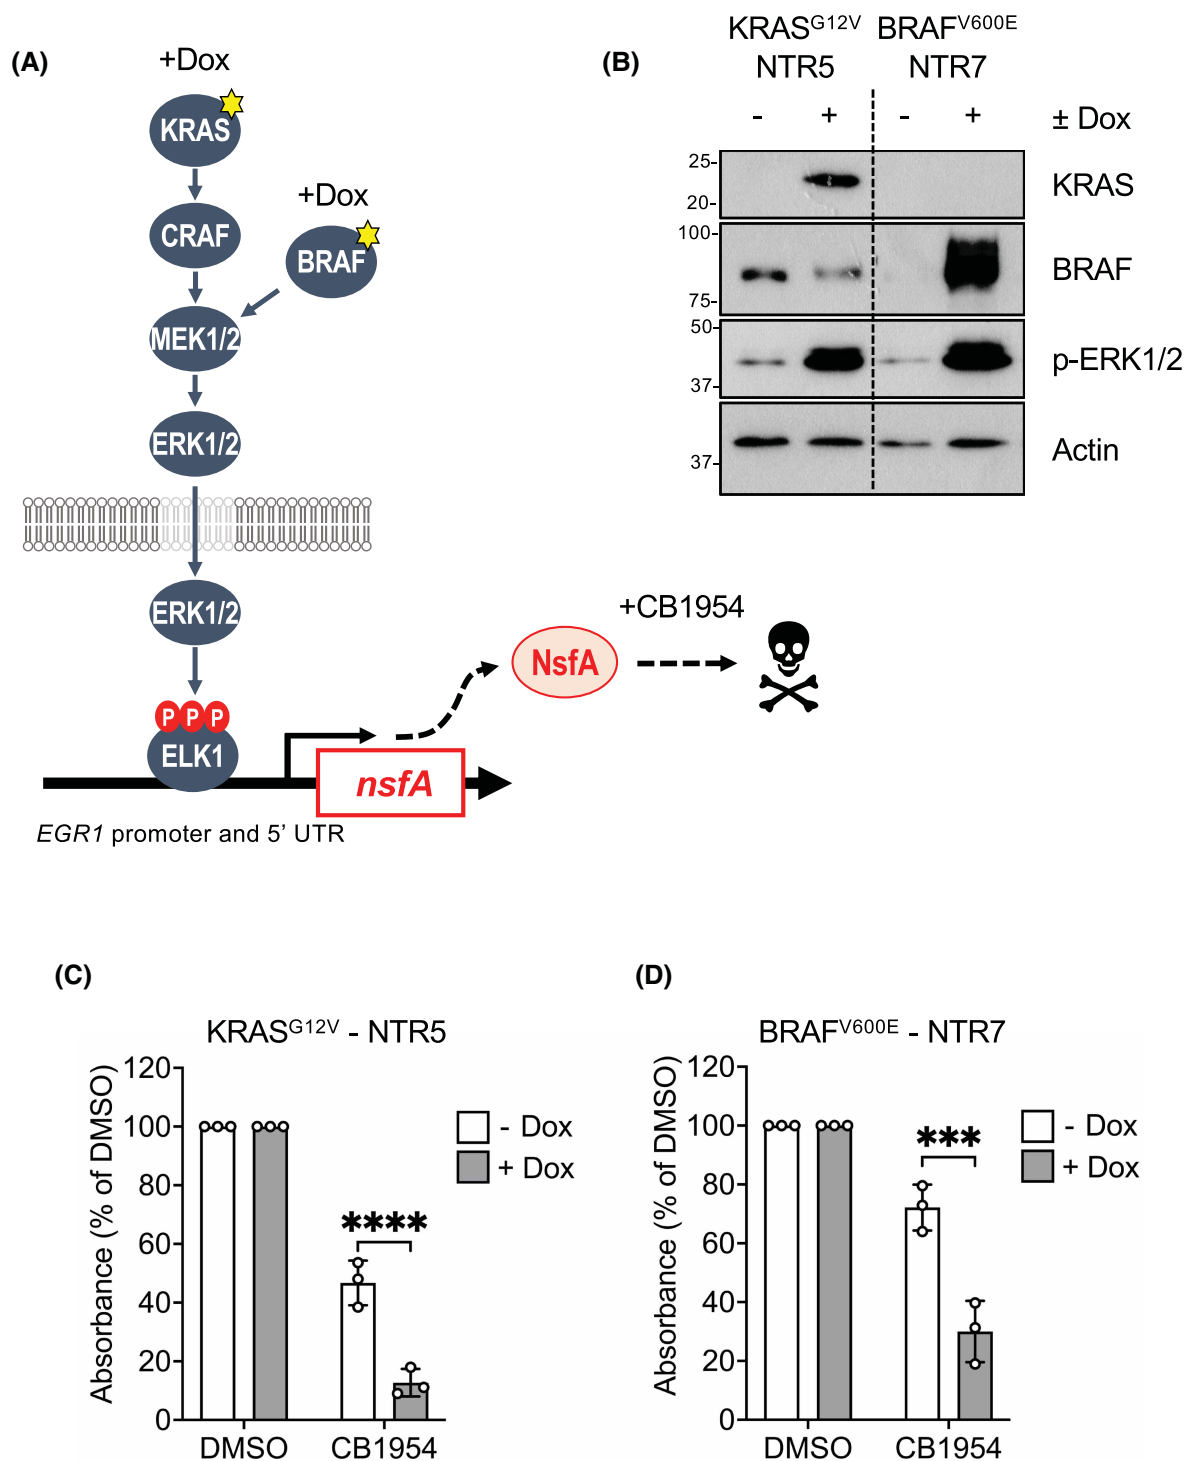 (A)
+Dox
KRAS
+Dox
CRAF
BRAF
MEK1/2
ERK1/2
ERK1/2
P P P
ELK1
nsfA
EGR1 promoter and 5' UTR
NsfA
+CB1954
(B)
KRASG12V BRAFV600E
NTR5 NTR7
- + - + ± Dox
25-
20-
KRAS
100-
75-
BRAF
50-
37-
p-ERK1/2
37-
Actin
(C)
KRASG12V - NTR5
Absorbance (% of DMSO)
120
100
80
60
40
20
0
****
- Dox
+ Dox
DMSO CB1954
(D)
BRAFV600E - NTR7
Absorbance (% of DMSO)
120
100
80
60
40
20
0
***
- Dox
+ Dox
DMSO CB1954